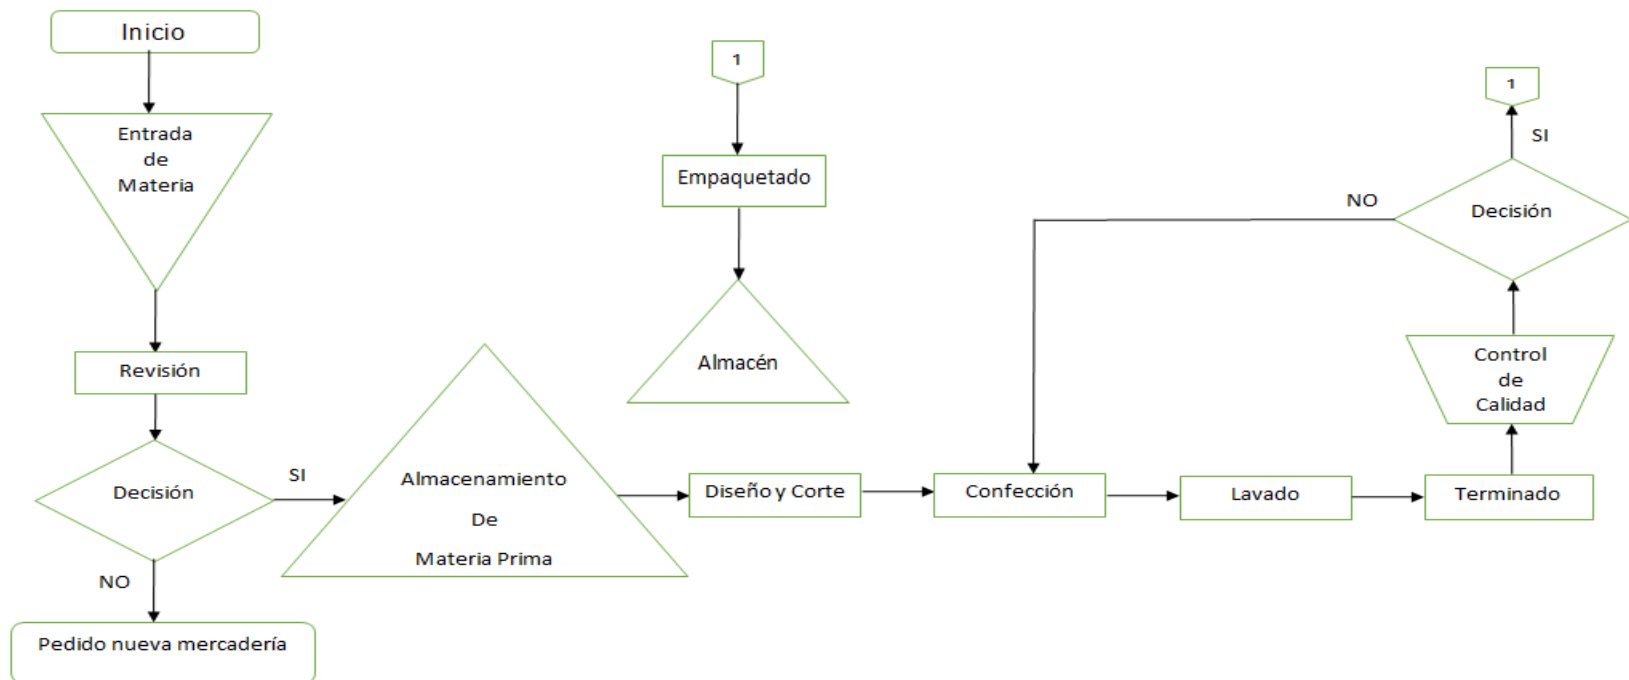 Inicio
Entrada
de
Materia
Revisión
Decisión
SI
NO
Pedido nueva mercadería
Almacenamiento
De
Materia Prima
Diseño y Corte
Confección
Lavado
Terminado
Control
de
Calidad
Decisión
NO
SI
1
1
Empaquetado
Almacén